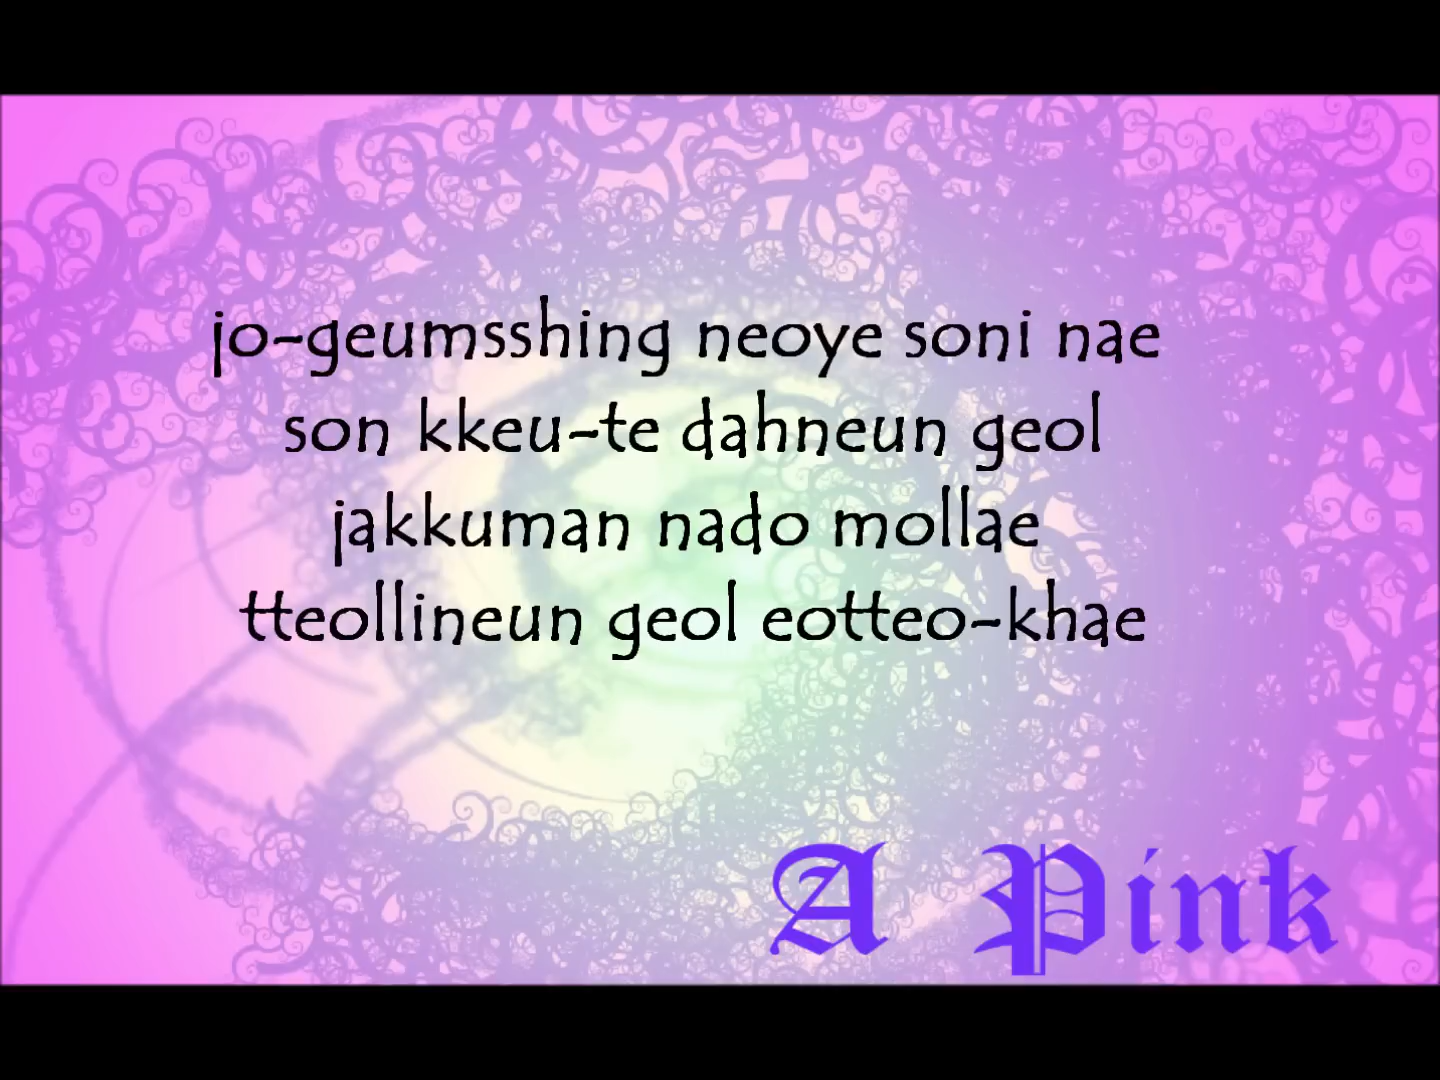 jo-geumsshing neoye soni nae
son kkeu-te dahneun geol
jakkuman nado mollae
tteollineun geol eotteo-khae
A Pink